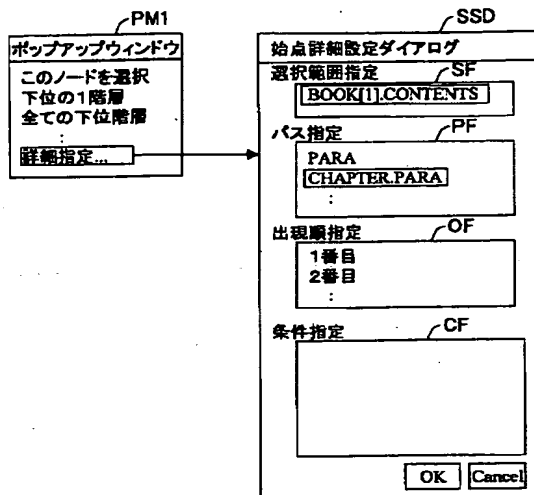 PM1
ポップアップウィンドウ
このノードを選択
下位の1階層
全ての下位階層
:
詳細指定...
SSD
始点詳細設定ダイアログ
選択範囲指定
SF
BOOK[1].CONTENTS
パス指定
PF
PARA
CHAPTER.PARA
:
出現順指定
OF
1番目
2番目
:
条件指定
CF
OK
Cancel